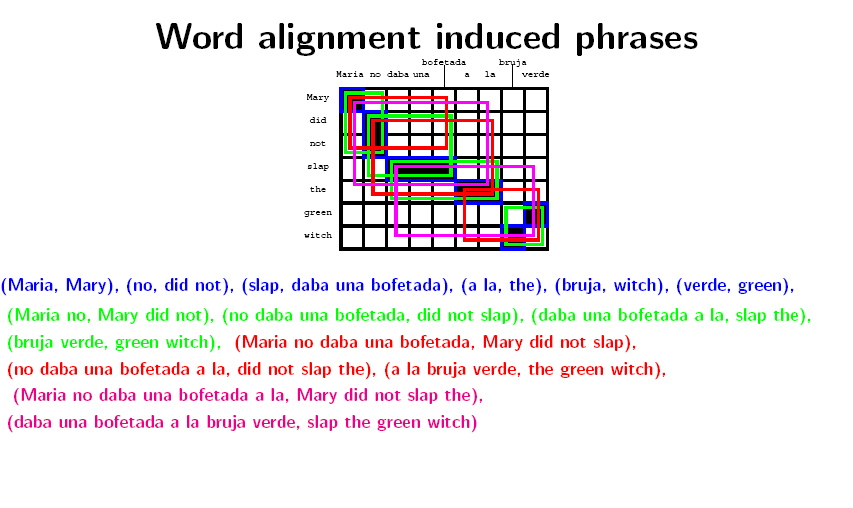 Word alignment induced phrases
bofetada bruja
Maria no daba una a la verde
Mary
did
not
slap
the
green
witch
(Maria, Mary), (no, did not), (slap, daba una bofetada), (a la, the), (bruja, witch), (verde, green),
(Maria no, Mary did not), (no daba una bofetada, did not slap), (daba una bofetada a la, slap the),
(bruja verde, green witch), (Maria no daba una bofetada, Mary did not slap),
(no daba una bofetada a la, did not slap the), (a la bruja verde, the green witch),
(Maria no daba una bofetada a la, Mary did not slap the),
(daba una bofetada a la bruja verde, slap the green witch)